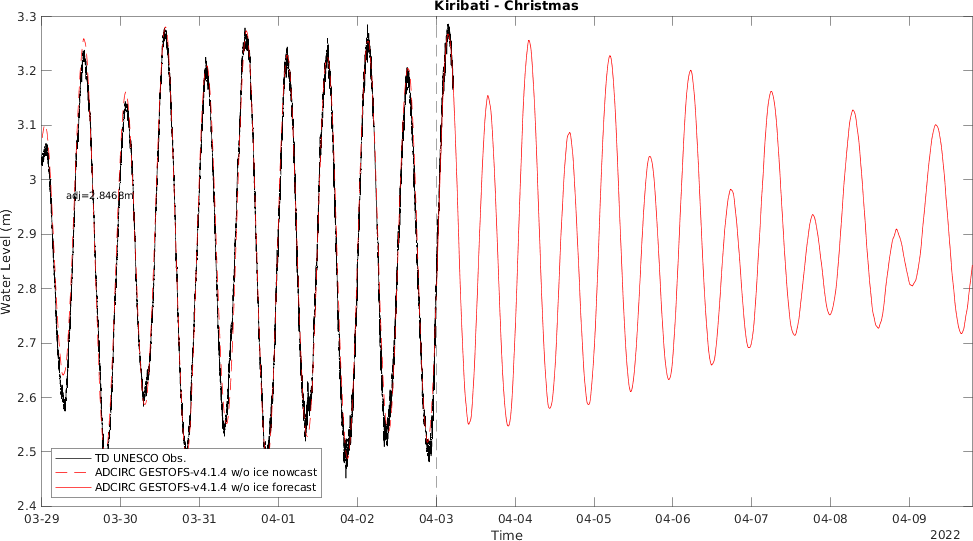 Kiribati - Christmas
3.3
3.2
3.1
3
2.9
2.8
2.7
2.6
2.5
2.4
Water Level (m)
adj=2.8468m
TD UNESCO Obs.
ADCIRC GESTOFS-v4.1.4 w/o ice nowcast
ADCIRC GESTOFS-v4.1.4 w/o ice forecast
03-29 03-30 03-31 04-01 04-02 04-03 04-04 04-05 04-06 04-07 04-08 04-09
Time
2022